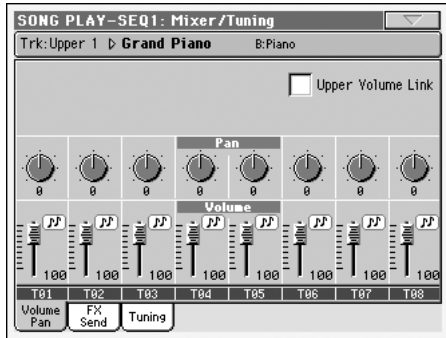 SONG PLAY-SEQ1: Mixer/Tuning
Trk:Upper 1 ▷ Grand Piano B:Piano
Upper Volume Link
Pan
0 0 0 0 0 0 0 0
Volume
100 100 100 100 100 100 100 100
T01 T02 T03 T04 T05 T06 T07 T08
Volume Pan FX Send Tuning